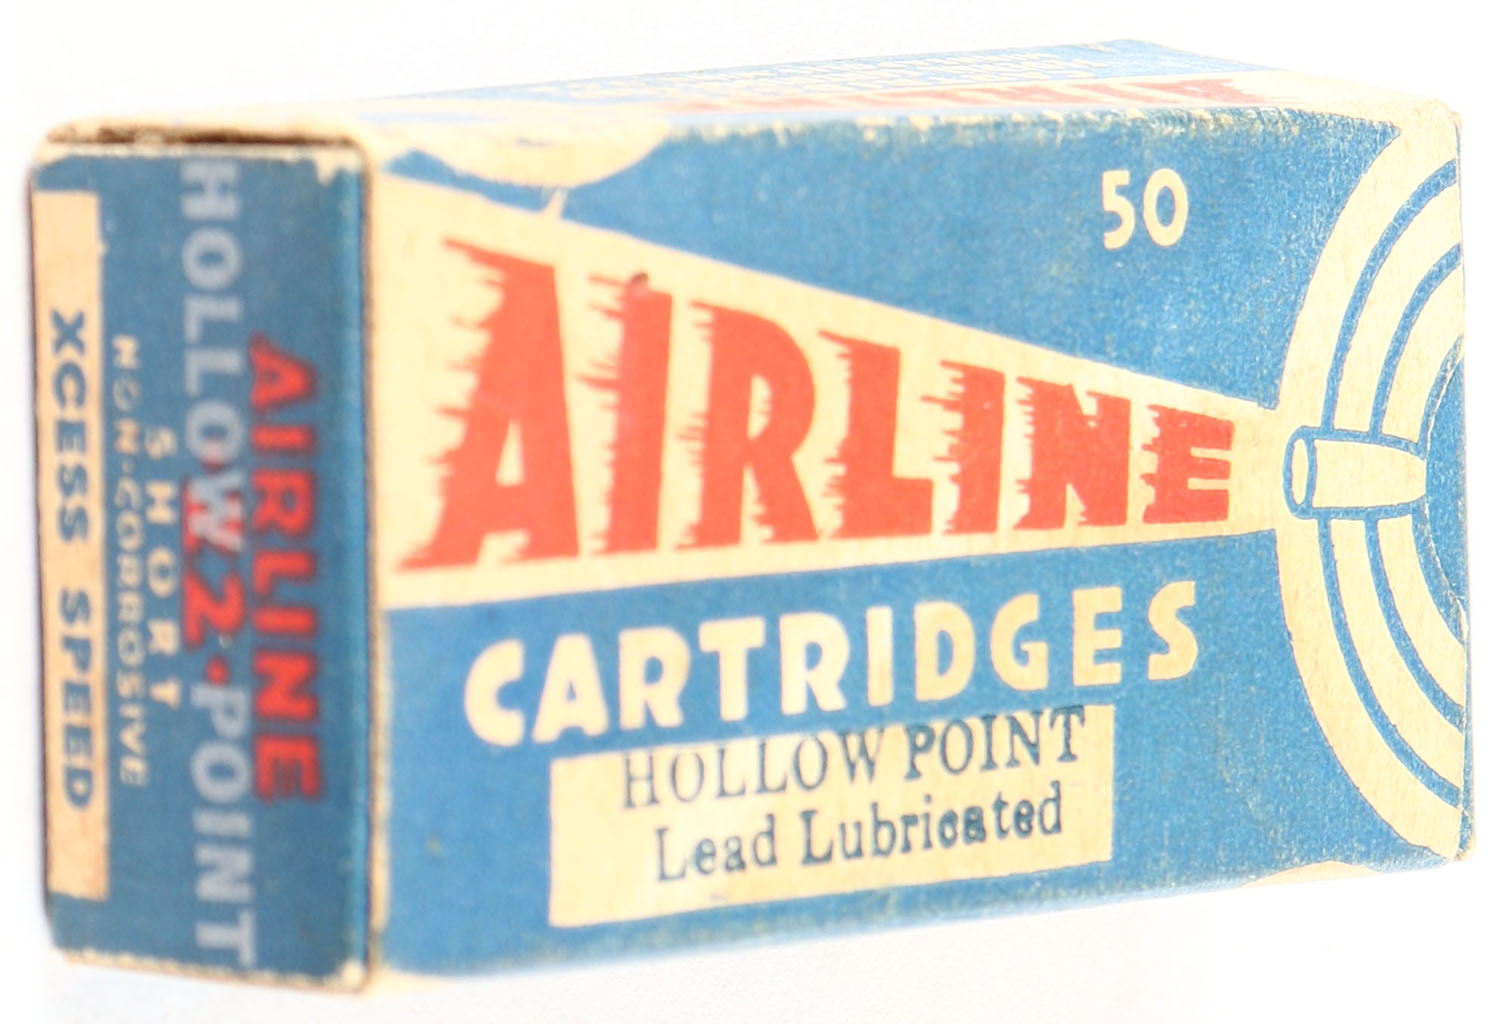 50
AIRLINE
CARTRIDGES
HOLLOW POINT
Lead Lubricated
AIRLINE
HOLLOW POINT
22
SHORT
NON-CORROSIVE
XCESS SPEED